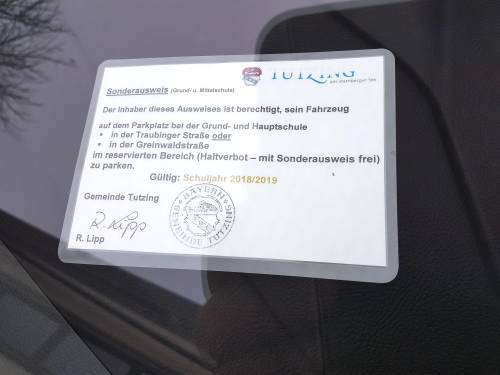 TUTZING
am Starnberger See
Sonderausweis (Grund- u. Mittelschule)
Der Inhaber dieses Ausweises ist berechtigt, sein Fahrzeug
auf dem Parkplatz bei der Grund- und Hauptschule
• in der Traubinger Straße oder
• in der Greinwaldstraße
im reservierten Bereich (Haltverbot – mit Sonderausweis frei)
zu parken.
Gültig: Schuljahr 2018/2019
Gemeinde Tutzing
BAYERN
GEMEINDE TUTZING
R. Lipp
R. Lipp